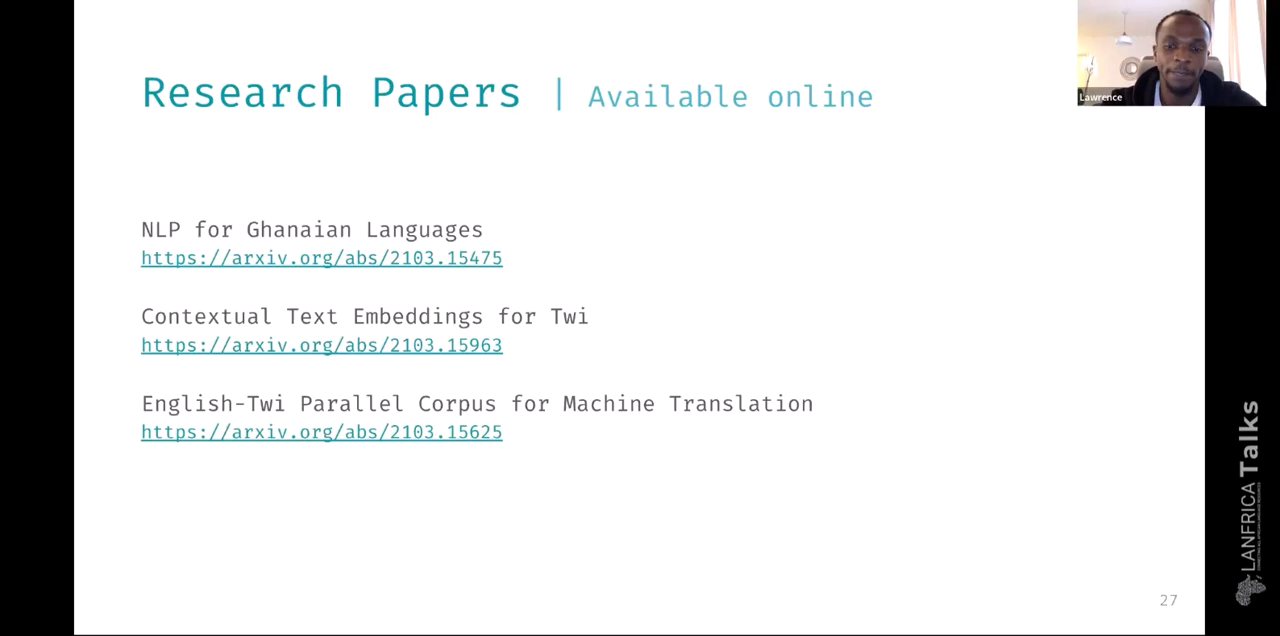 Research Papers | Available online
Lawrence
NLP for Ghanaian Languages
https://arxiv.org/abs/2103.15475
Contextual Text Embeddings for Twi
https://arxiv.org/abs/2103.15963
English-Twi Parallel Corpus for Machine Translation
https://arxiv.org/abs/2103.15625
LANFRICA Talks
27